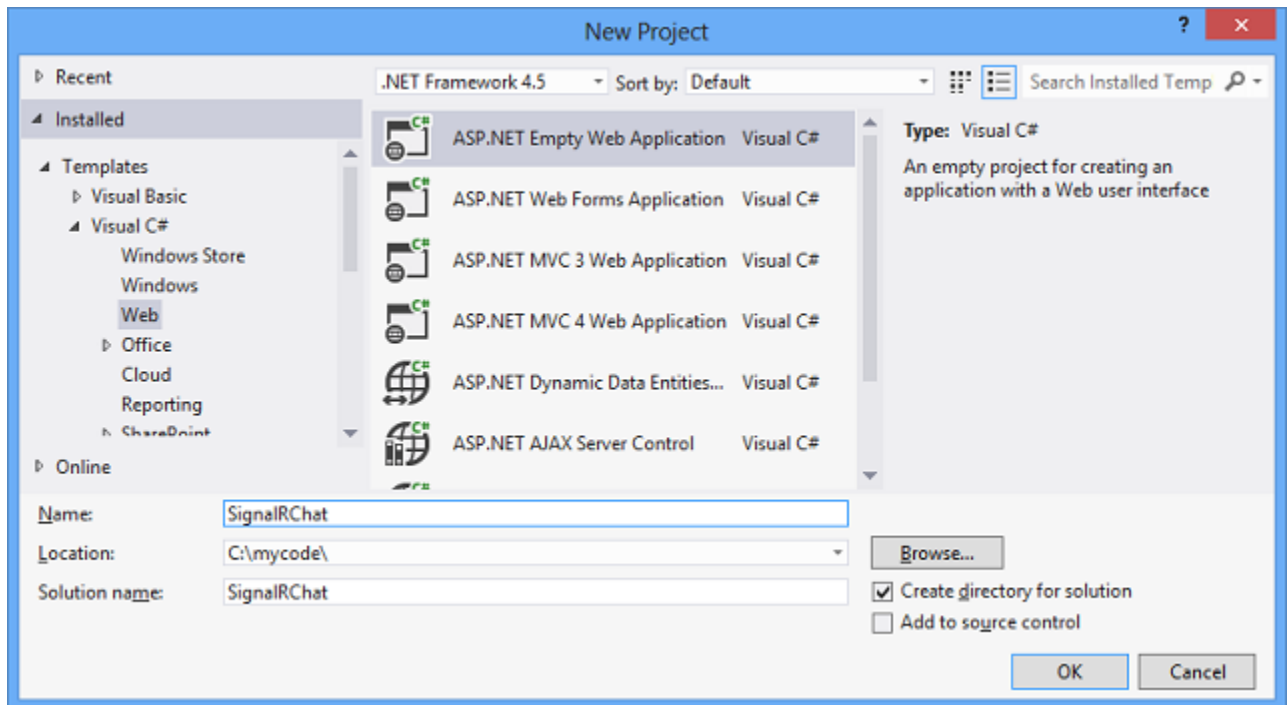 New Project
?
Recent
.NET Framework 4.5
Sort by: Default
Search Installed Temp
Installed
Templates
Visual Basic
Visual C#
Windows Store
Windows
Web
Office
Cloud
Reporting
SharePoint
Online
C# ASP.NET Empty Web Application Visual C#
C# ASP.NET Web Forms Application Visual C#
C# ASP.NET MVC 3 Web Application Visual C#
C# ASP.NET MVC 4 Web Application Visual C#
C# ASP.NET Dynamic Data Entities... Visual C#
C# ASP.NET AJAX Server Control Visual C#
C#
Type: Visual C#
An empty project for creating an
application with a Web user interface
Name: SignalRChat
Location: C:\mycode\
Browse...
Solution name: SignalRChat
Create directory for solution
Add to source control
OK
Cancel